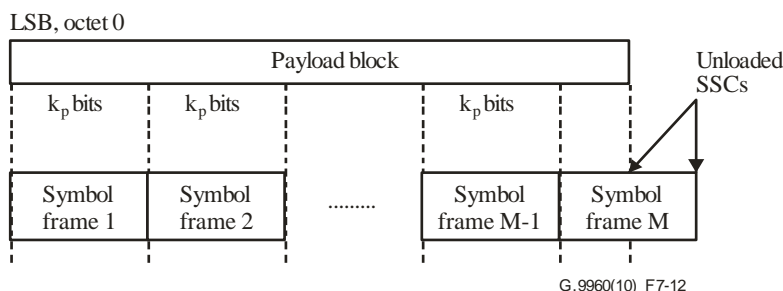 LSB, octet 0
Payload block
Unloaded
SSCs
kp bits
kp bits
kp bits
Symbol
frame 1
Symbol
frame 2
.........
Symbol
frame M-1
Symbol
frame M
G.9960(10)_F7-12